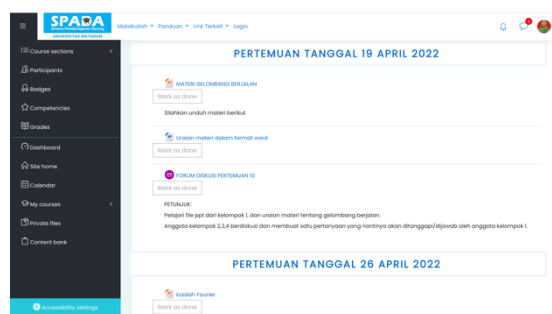 SPADA
Sistem Pembelajaran Daring
UNIVERSITAS MATARAM
Matakuliah
Panduan
Link Terkait
Login
Course sections
Participants
Badges
Competencies
Grades
Dashboard
Site home
Calendar
My courses
Private files
Content bank
Accessibility settings
PERTEMUAN TANGGAL 19 APRIL 2022
MATERI GELOMBANG BERJALAN
Mark as done
Silahkan unduh materi berikut
Uraian materi dalam format word
Mark as done
FORUM DISKUSI PERTEMUAN 10
Mark as done
PETUNJUK:
Pelajari file ppt dari kelompok 1, dan uraian materi tentang gelombang berjalan.
Anggota kelompok 2,3,4 berdiskusi dan membuat satu pertanyaan yang nantinya akan ditanggapi/dijawab oleh anggota kelompok 1.
PERTEMUAN TANGGAL 26 APRIL 2022
Kaidah Fourier
Mark as done